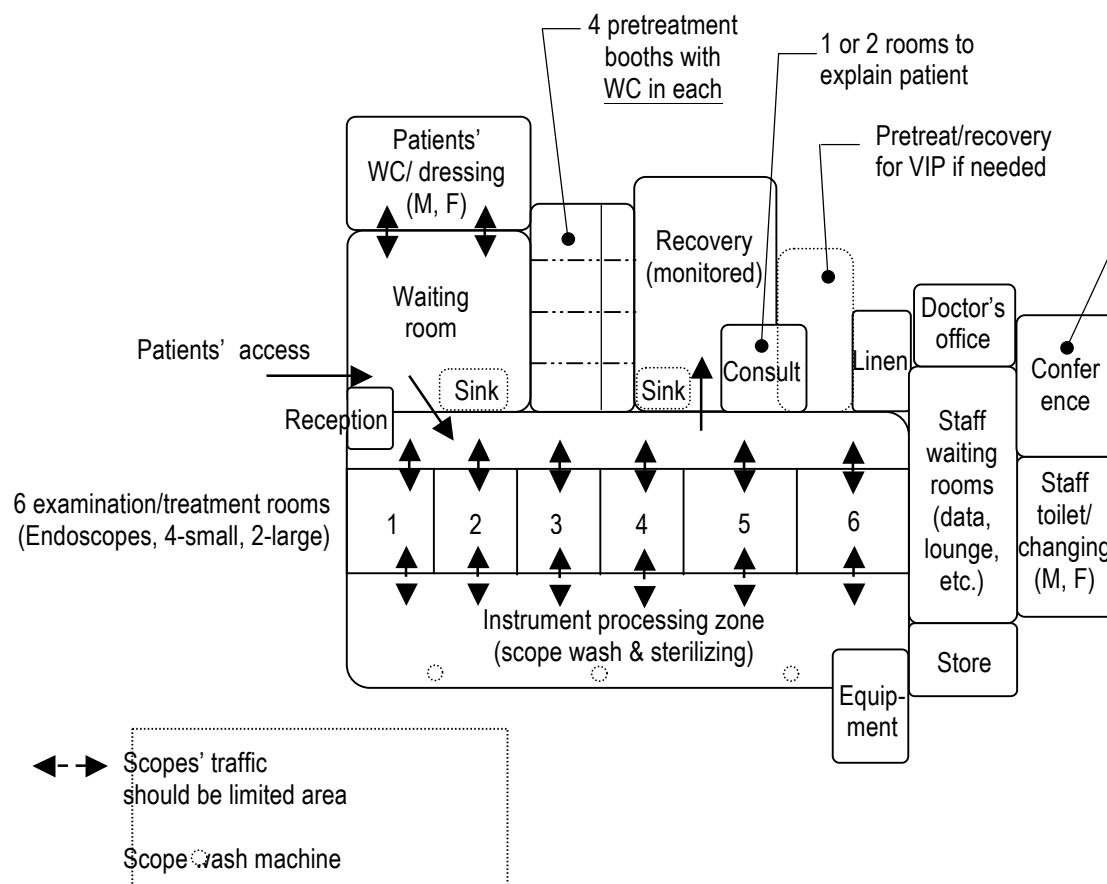 4 pretreatment
booths with
WC in each
1 or 2 rooms to
explain patient
Pretreat/recovery
for VIP if needed
Patients'
WC/ dressing
(M, F)
Recovery
(monitored)
Waiting
room
Patients' access
Sink
Sink
Consult
Linen
Doctor's
office
Confer
ence
Reception
Staff
waiting
rooms
(data,
lounge,
etc.)
Staff
toilet/
changing
(M, F)
6 examination/treatment rooms
(Endoscopes, 4-small, 2-large)
1
2
3
4
5
6
Instrument processing zone
(scope wash & sterilizing)
Store
Equip-
ment
Scopes' traffic
should be limited area
Scope wash machine